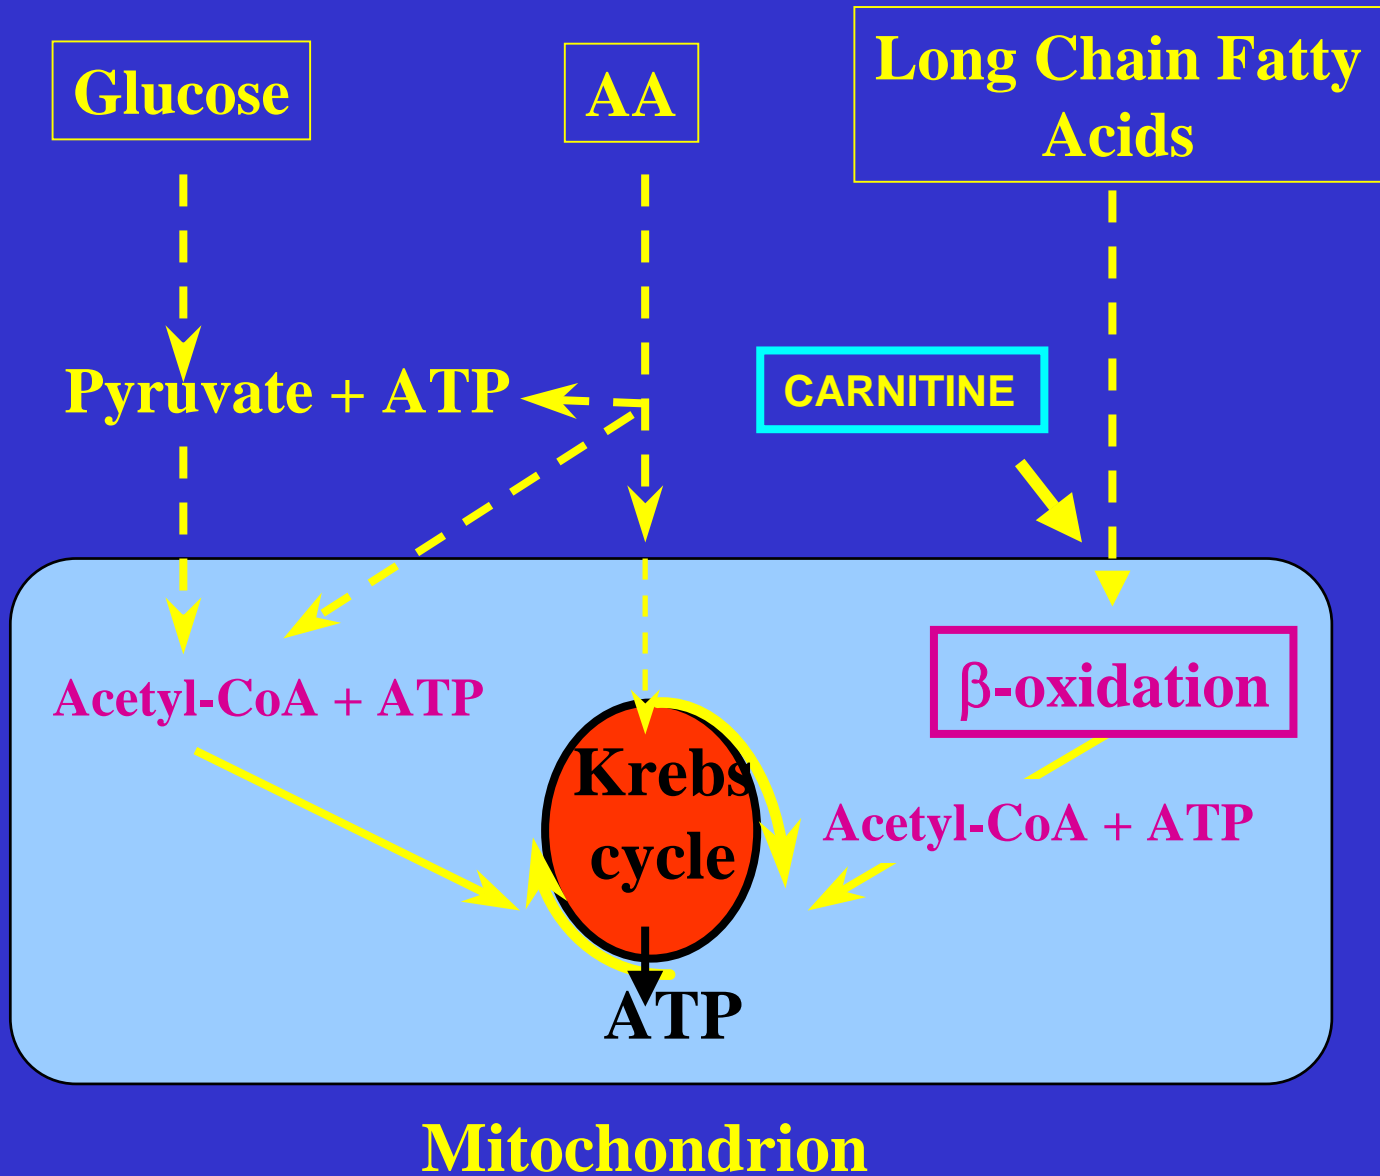 Glucose
AA
Long Chain Fatty
Acids
Pyruvate + ATP
CARNITINE
Acetyl-CoA + ATP
β-oxidation
Krebs
cycle
Acetyl-CoA + ATP
ATP
Mitochondrion